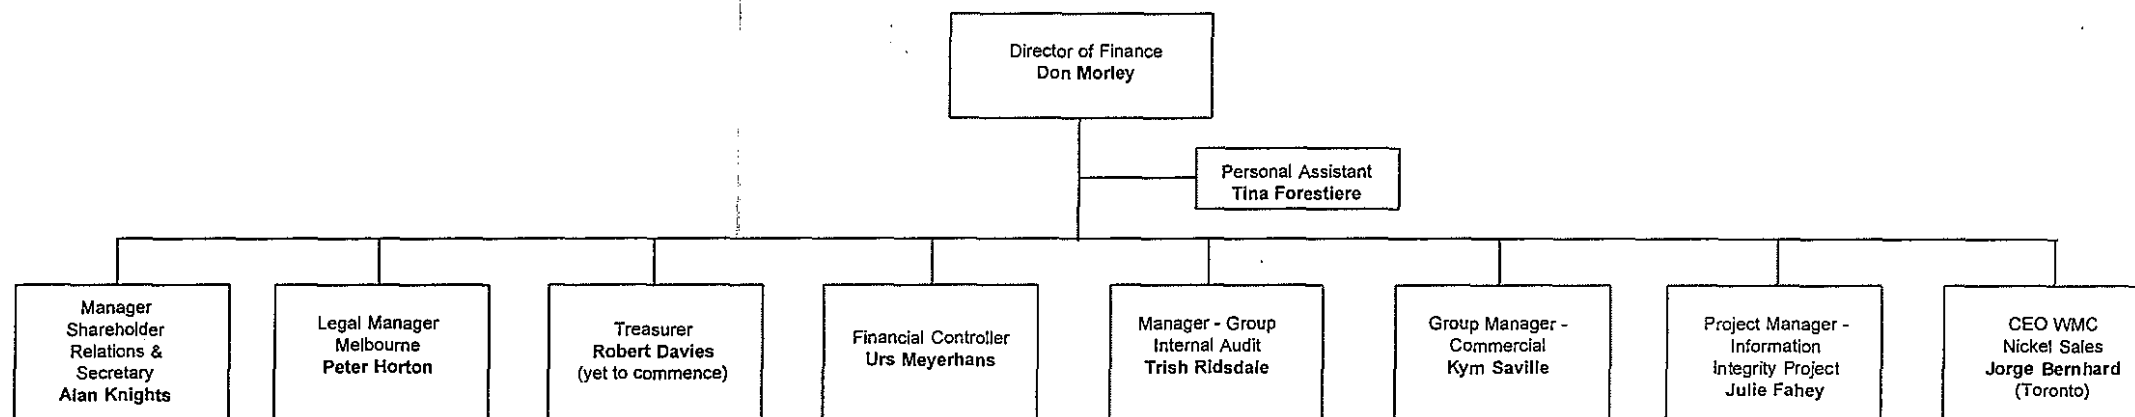 Director of Finance
Don Morley
Personal Assistant
Tina Forestiere
Manager
Shareholder
Relations &
Secretary
Alan Knights
Legal Manager
Melbourne
Peter Horton
Treasurer
Robert Davies
(yet to commence)
Financial Controller
Urs Meyerhans
Manager - Group
Internal Audit
Trish Ridsdale
Group Manager -
Commercial
Kym Saville
Project Manager -
Information
Integrity Project
Julie Fahey
CEO WMC
Nickel Sales
Jorge Bernhard
(Toronto)